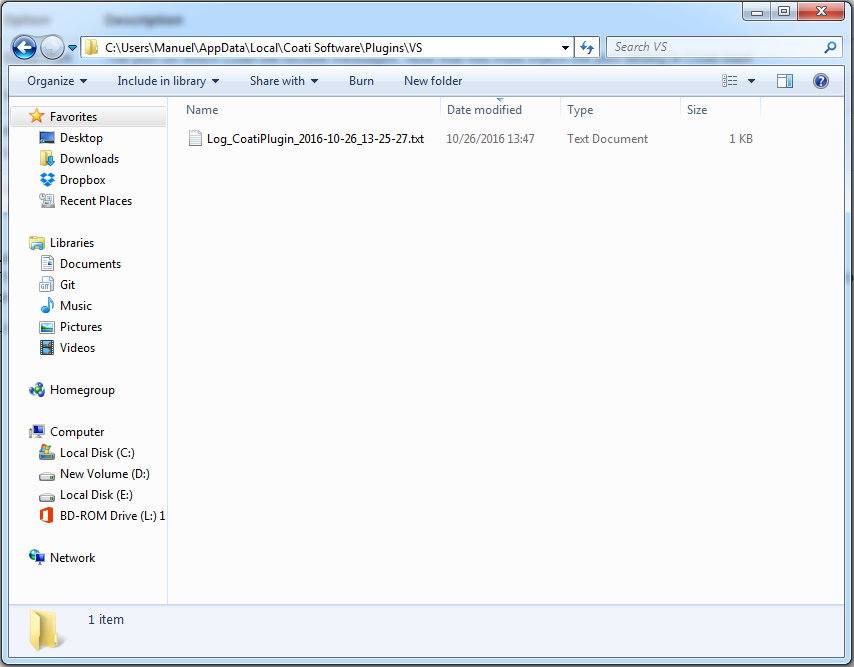 Description
C:\Users\Manuel\AppData\Local\Coati Software\Plugins\VS
Search VS
Organize Include in library Share with Burn New folder
Name Date modified Type Size
Log_CoatiPlugin_2016-10-26_13-25-27.txt 10/26/2016 13:47 Text Document 1 KB
Favorites
Desktop
Downloads
Dropbox
Recent Places
Libraries
Documents
Git
Music
Pictures
Videos
Homegroup
Computer
Local Disk (C:)
New Volume (D:)
Local Disk (E:)
BD-ROM Drive (L:) 1
Network
1 item